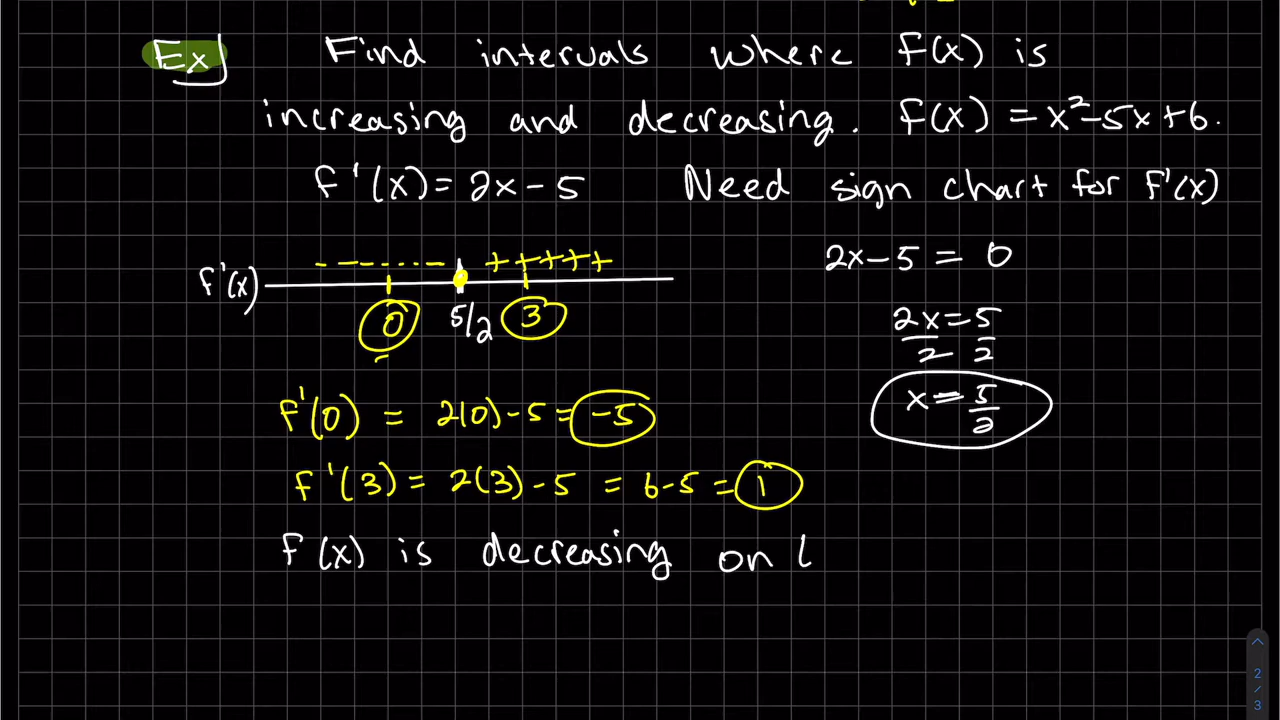 Ex Find intervals where f(x) is
increasing and decreasing. f(x) = x²-5x+6.
f'(x) = 2x-5 Need sign chart for f'(x)
-------- +++++
f'(x) 0 5/2 3
2x-5 = 0
2x = 5
2 2
x = 5/2
f'(0) = 2(0)-5 = -5
f'(3) = 2(3)-5 = 6-5 = 1
f(x) is decreasing on (
2
/
3